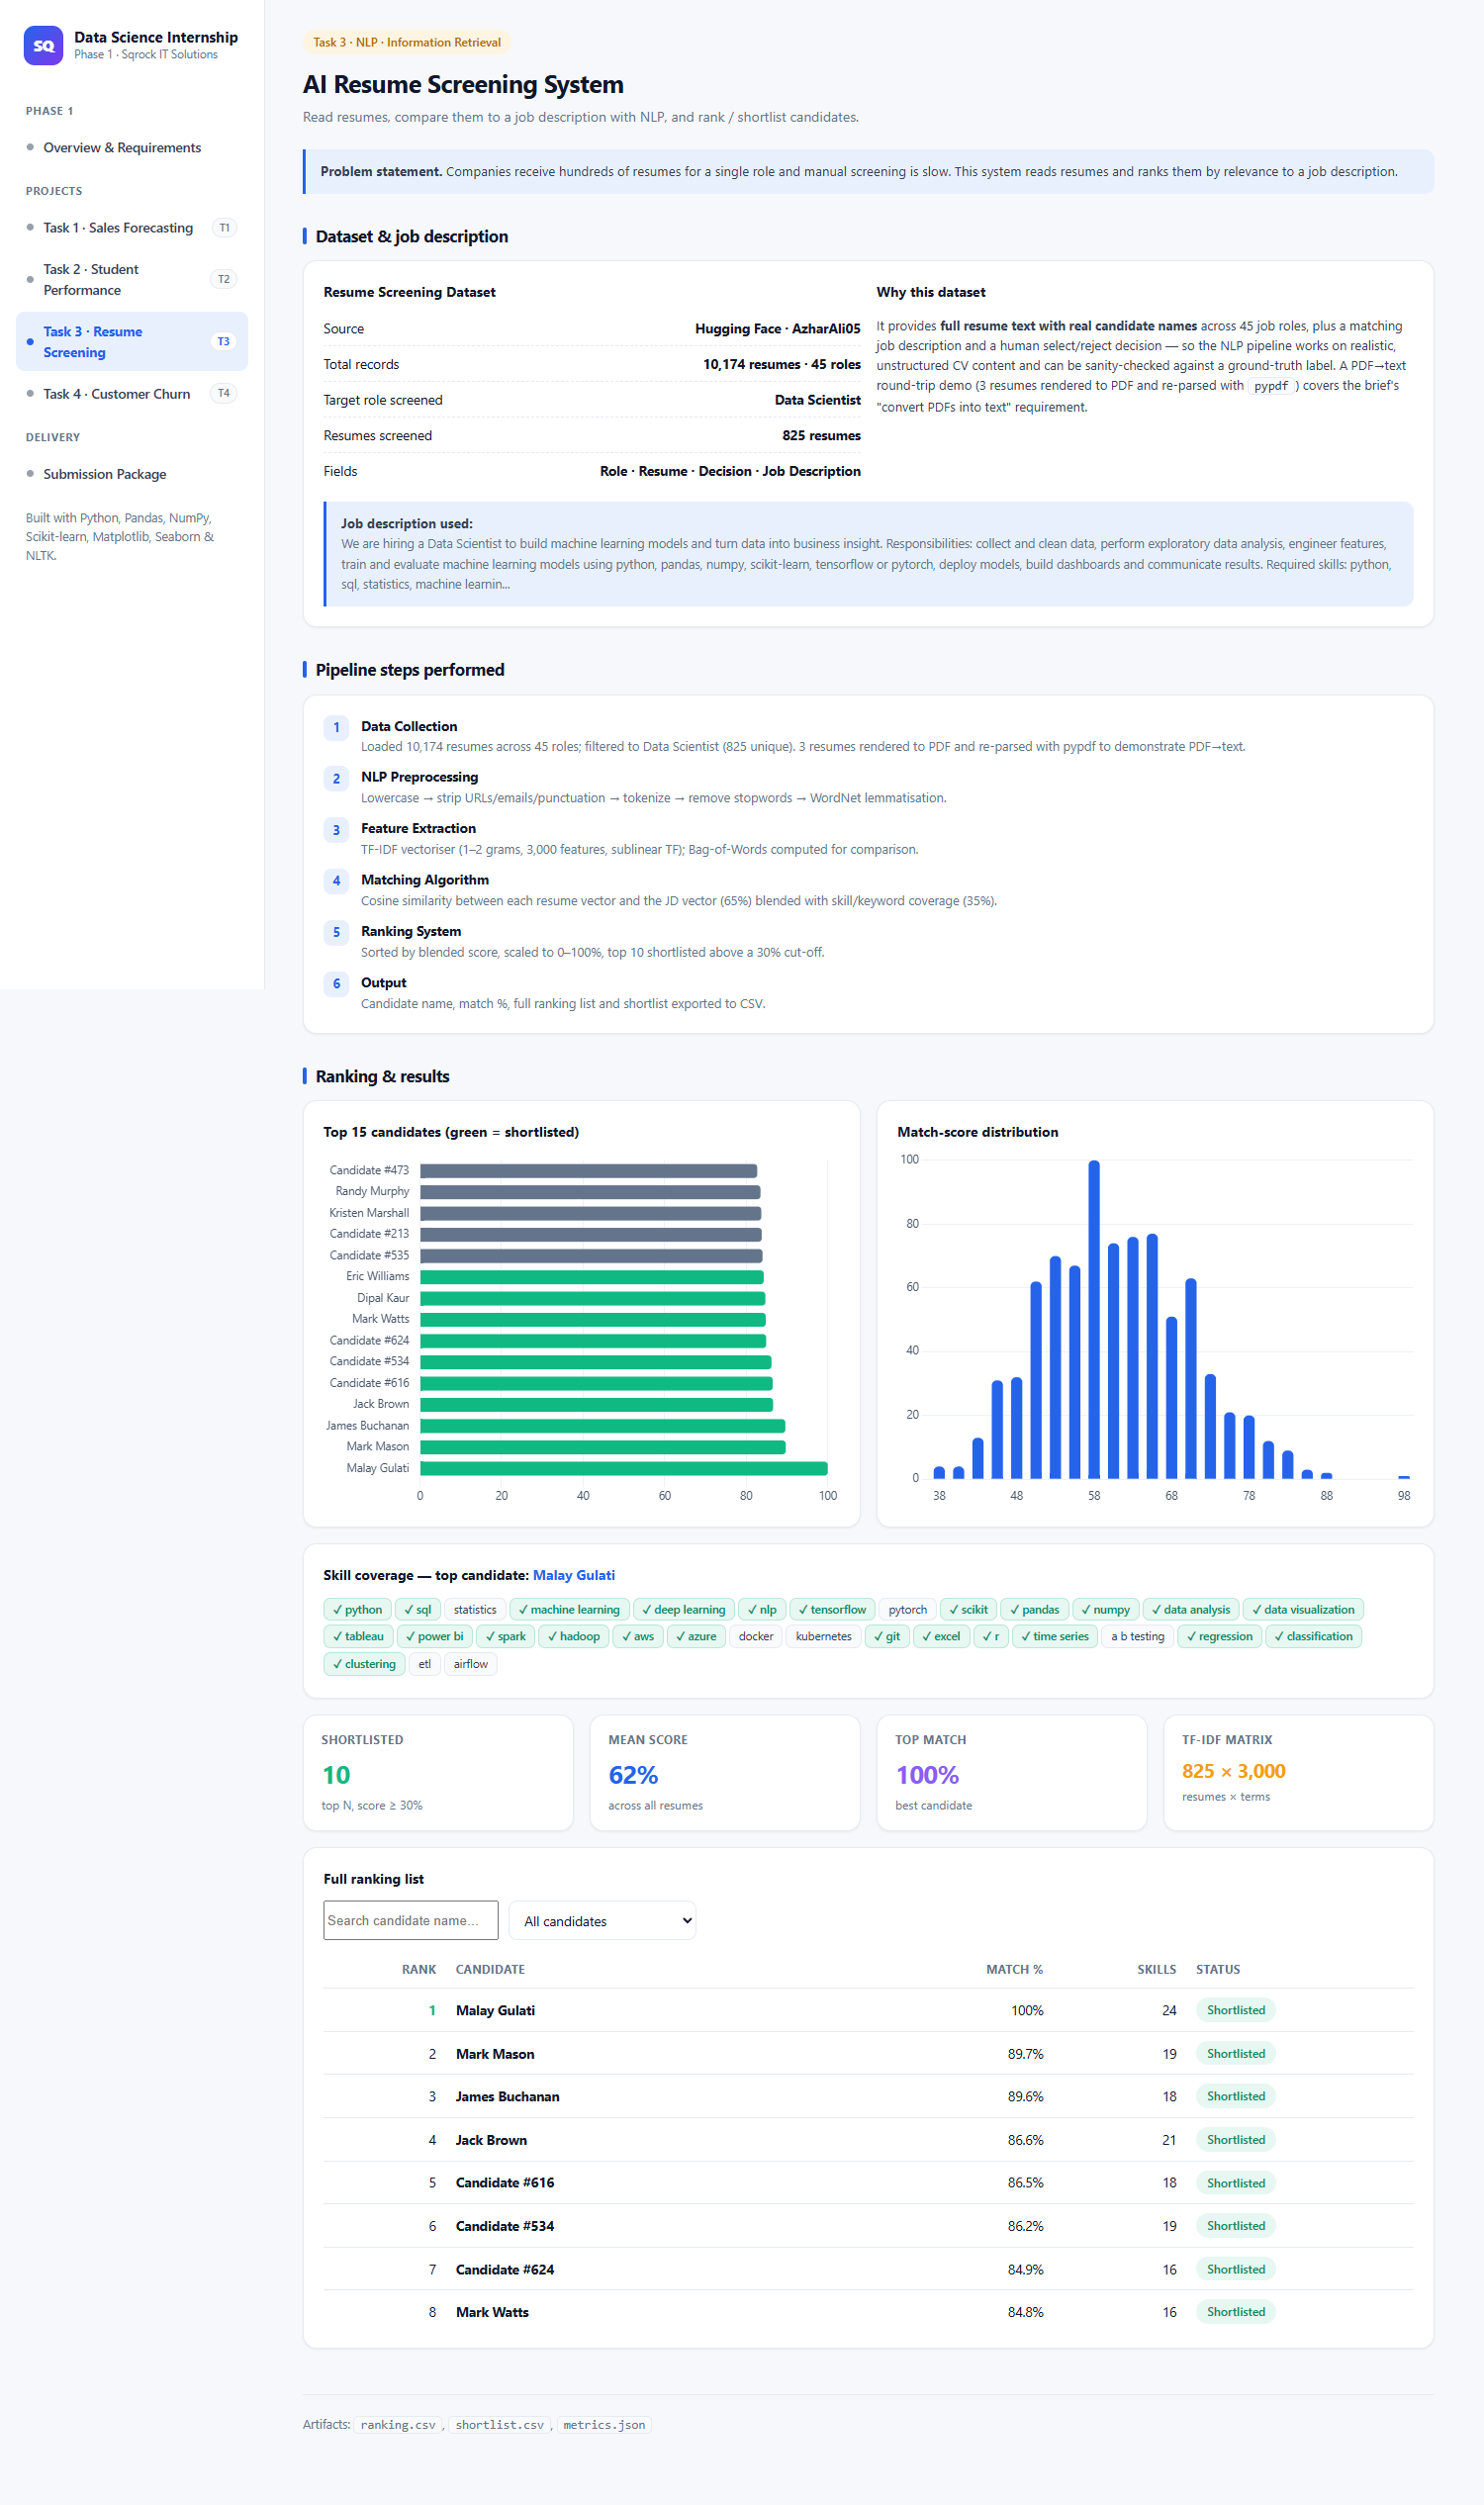 SQ
Data Science Internship
Phase 1 · Sqrock IT Solutions
PHASE 1
Overview & Requirements
PROJECTS
Task 1 · Sales Forecasting T1
Task 2 · Student
Performance T2
Task 3 · Resume
Screening T3
Task 4 · Customer Churn T4
DELIVERY
Submission Package
Built with Python, Pandas, NumPy,
Scikit-learn, Matplotlib, Seaborn &
NLTK.
Task 3 · NLP · Information Retrieval
AI Resume Screening System
Read resumes, compare them to a job description with NLP, and rank / shortlist candidates.
Problem statement. Companies receive hundreds of resumes for a single role and manual screening is slow. This system reads resumes and ranks them by relevance to a job description.
Dataset & job description
Resume Screening Dataset
Source Hugging Face · AzharAli05
Total records 10,174 resumes · 45 roles
Target role screened Data Scientist
Resumes screened 825 resumes
Fields Role · Resume · Decision · Job Description
Why this dataset
It provides full resume text with real candidate names across 45 job roles, plus a matching
job description and a human select/reject decision — so the NLP pipeline works on realistic,
unstructured CV content and can be sanity-checked against a ground-truth label. A PDF→text
round-trip demo (3 resumes rendered to PDF and re-parsed with pypdf ) covers the brief's
"convert PDFs into text" requirement.
Job description used:
We are hiring a Data Scientist to build machine learning models and turn data into business insight. Responsibilities: collect and clean data, perform exploratory data analysis, engineer features,
train and evaluate machine learning models using python, pandas, numpy, scikit-learn, tensorflow or pytorch, deploy models, build dashboards and communicate results. Required skills: python,
sql, statistics, machine learnin...
Pipeline steps performed
1 Data Collection
Loaded 10,174 resumes across 45 roles; filtered to Data Scientist (825 unique). 3 resumes rendered to PDF and re-parsed with pypdf to demonstrate PDF→text.
2 NLP Preprocessing
Lowercase → strip URLs/emails/punctuation → tokenize → remove stopwords → WordNet lemmatisation.
3 Feature Extraction
TF-IDF vectoriser (1–2 grams, 3,000 features, sublinear TF); Bag-of-Words computed for comparison.
4 Matching Algorithm
Cosine similarity between each resume vector and the JD vector (65%) blended with skill/keyword coverage (35%).
5 Ranking System
Sorted by blended score, scaled to 0–100%, top 10 shortlisted above a 30% cut-off.
6 Output
Candidate name, match %, full ranking list and shortlist exported to CSV.
Ranking & results
Top 15 candidates (green = shortlisted)
Candidate #473
Randy Murphy
Kristen Marshall
Candidate #213
Candidate #535
Eric Williams
Dipal Kaur
Mark Watts
Candidate #624
Candidate #534
Candidate #616
Jack Brown
James Buchanan
Mark Mason
Malay Gulati
0 20 40 60 80 100
Match-score distribution
100
80
60
40
20
0
38 48 58 68 78 88 98
Skill coverage — top candidate: Malay Gulati
✓ python ✓ sql statistics ✓ machine learning ✓ deep learning ✓ nlp ✓ tensorflow pytorch ✓ scikit ✓ pandas ✓ numpy ✓ data analysis ✓ data visualization
✓ tableau ✓ power bi ✓ spark ✓ hadoop ✓ aws ✓ azure docker kubernetes ✓ git ✓ excel ✓ r ✓ time series a b testing ✓ regression ✓ classification
✓ clustering etl airflow
SHORTLISTED
10
top N, score ≥ 30%
MEAN SCORE
62%
across all resumes
TOP MATCH
100%
best candidate
TF-IDF MATRIX
825 × 3,000
resumes × terms
Full ranking list
Search candidate name... All candidates
RANK CANDIDATE MATCH % SKILLS STATUS
1 Malay Gulati 100% 24 Shortlisted
2 Mark Mason 89.7% 19 Shortlisted
3 James Buchanan 89.6% 18 Shortlisted
4 Jack Brown 86.6% 21 Shortlisted
5 Candidate #616 86.5% 18 Shortlisted
6 Candidate #534 86.2% 19 Shortlisted
7 Candidate #624 84.9% 16 Shortlisted
8 Mark Watts 84.8% 16 Shortlisted
Artifacts: ranking.csv , shortlist.csv , metrics.json